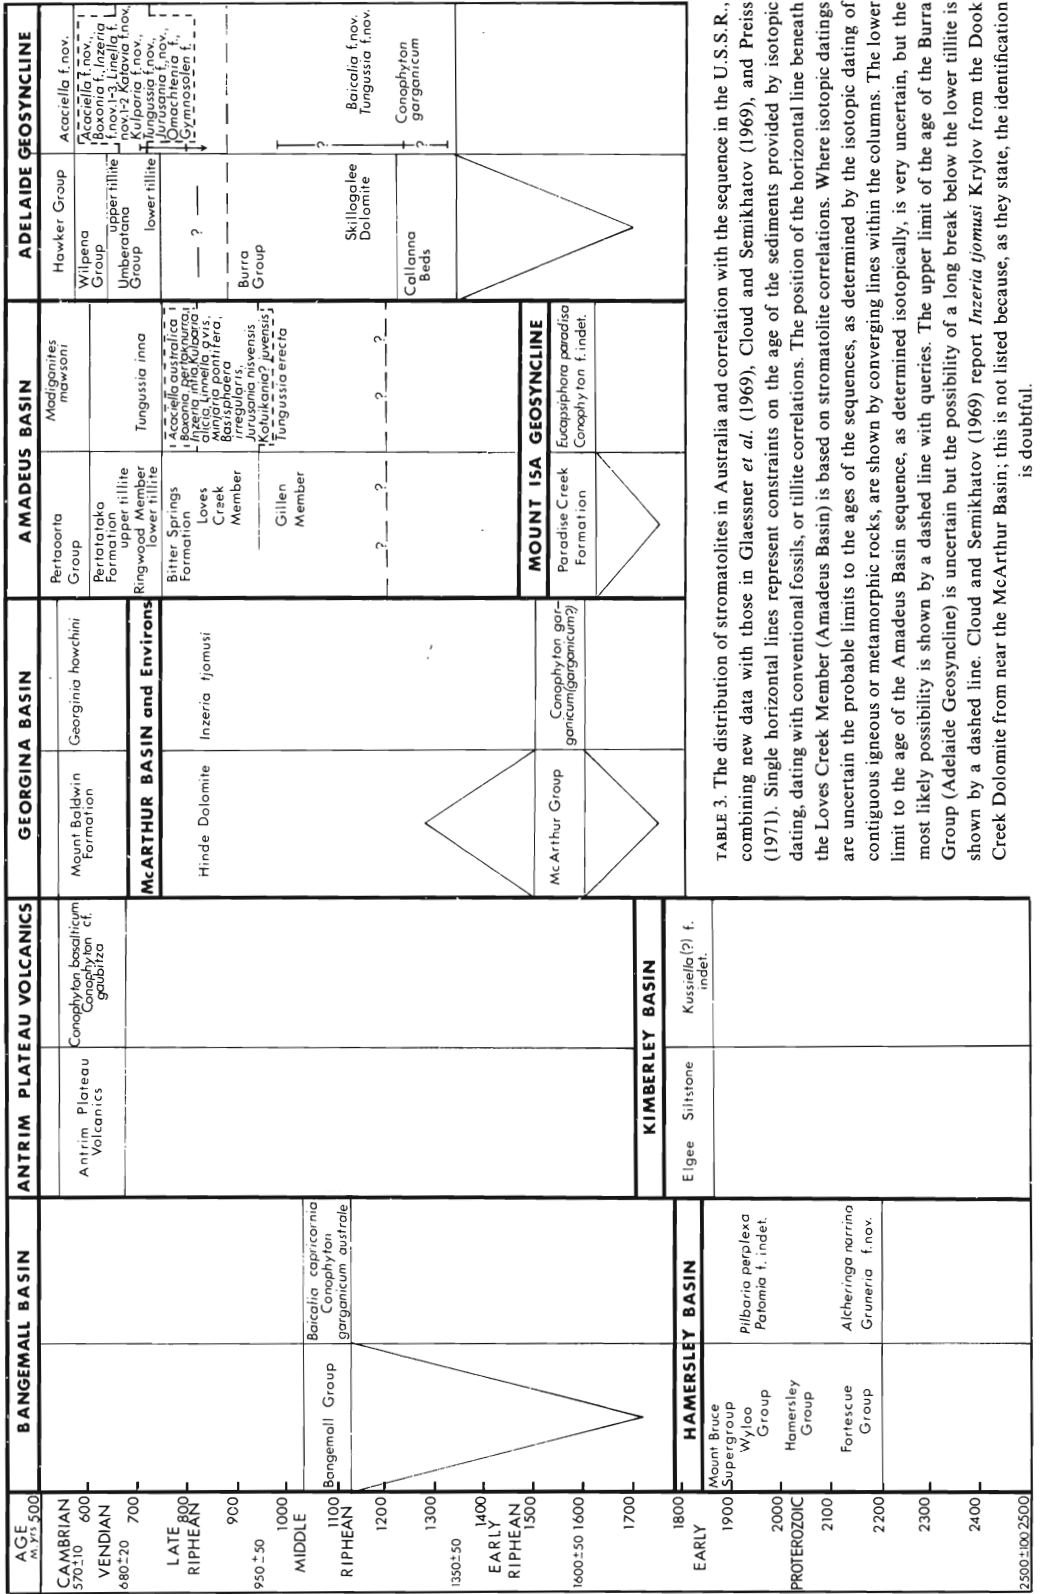 AGE
M. yrs 500
CAMBRIAN
570±10
600
VENDIAN
680±20
700
LATE
RIPHEAN
800
900
950±50
1000
MIDDLE
RIPHEAN
1100
1200
1300
1350±50
1400
EARLY
RIPHEAN
1500
1600±50
1600
1700
1800
EARLY
1900
2000
PROTEROZOIC
2100
2200
2300
2400
2500±100 2500
BANGEMALL BASIN
Bangemall Group
Baicalia capricornia
Conophyton
garganicum australe
HAMERSLEY BASIN
Mount Bruce
Supergroup
Wyloo
Group
Hamersley
Group
Fortescue
Group
Pilbaria perplexa
Patomia f. indet.
Alcheringa narrina
Gruneria f.nov.
ANTRIM PLATEAU VOLCANICS
Antrim Plateau
Volcanics
Conophyton basalticum
Conophyton cf.
gaubitza
KIMBERLEY BASIN
Elgee Siltstone
Kussiella(?) f.
indet.
GEORGINA BASIN
Mount Baldwin
Formation
Georginia howchini
McARTHUR BASIN and Environs
Hinde Dolomite
Inzeria tjomusi
McArthur Group
Conophyton gar-
ganicum(garganicum?)
AMADEUS BASIN
Pertaoorta
Group
Madiganites
mawsoni
Pertatataka
Formation
upper tillite
Ringwood Member
lower tillite
Tungussia inna
Bitter Springs
Formation
Loves
Creek
Member
Acaciella australica
Boxonia pertaknurra,
Inzeria intia, Kulparia
alicia, Linnella avis,
Minjaria pontifera,
Basisphaera
irregularis,
Jurusania nisvensis
Kotuikania? juvensis
Gillen
Member
Tungussia erecta
? ? ? ?
MOUNT ISA GEOSYNCLINE
Paradise Creek
Formation
Eucapsiphora paradisa
Conophyton f. indet.
ADELAIDE GEOSYNCLINE
Hawker Group
Acaciella f.nov.
Wilpena
Group
upper tillite
Umberatana
Group
lower tillite
Acaciella f.nov.,
Boxonia f., Inzeria
f.nov.1-3, Linella f.
nov.1-2 Katavia f.nov,
Kulparia f.nov.,
Tungussia f.nov.,
Jurusania f.nov.,
Omachtenia f.,
Gymnosolen f.
?
?
Burra
Group
Skillogalee
Dolomite
Baicalia f.nov.
Tungussia f.nov.
?
Callanna
Beds
Conophyton
garganicum
?
TABLE 3. The distribution of stromatolites in Australia and correlation with the sequence in the U.S.S.R.,
combining new data with those in Glaessner et al. (1969), Cloud and Semikhatov (1969), and Preiss
(1971). Single horizontal lines represent constraints on the age of the sediments provided by isotopic
dating, dating with conventional fossils, or tillite correlations. The position of the horizontal line beneath
the Loves Creek Member (Amadeus Basin) is based on stromatolite correlations. Where isotopic datings
are uncertain the probable limits to the ages of the sequences, as determined by the isotopic dating of
contiguous igneous or metamorphic rocks, are shown by converging lines within the columns. The lower
limit to the age of the Amadeus Basin sequence, as determined isotopically, is very uncertain, but the
most likely possibility is shown by a dashed line with queries. The upper limit of the age of the Burra
Group (Adelaide Geosyncline) is uncertain but the possibility of a long break below the lower tillite is
shown by a dashed line. Cloud and Semikhatov (1969) report Inzeria tjomusi Krylov from the Dook
Creek Dolomite from near the McArthur Basin; this is not listed because, as they state, the identification
is doubtful.